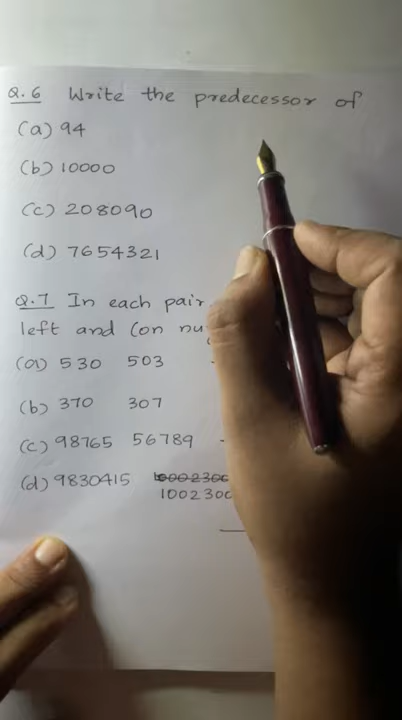 Q.6 Write the predecessor of
(a) 94
(b) 10000
(c) 208090
(d) 7654321
Q.7 In each pair
left and (on nu
(a) 530 503
(b) 370 307
(c) 98765 56789 -
(d) 9830415
1002300